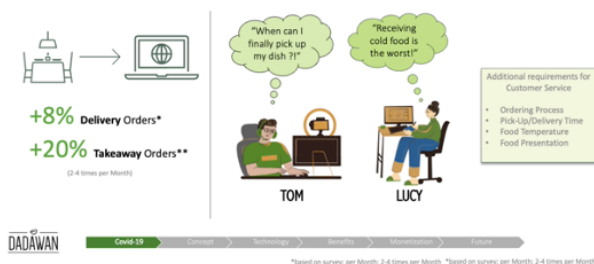 +8% Delivery Orders*
+20% Takeaway Orders**
(2-4 times per Month)
"When can I
finally pick up
my dish ?!"
"Receiving
cold food is
the worst!"
TOM
LUCY
Additional requirements for
Customer Service
• Ordering Process
• Pick-Up/Delivery Time
• Food Temperature
• Food Presentation
DADAWAN
Covid-19
Concept
Technology
Benefits
Monetisation
Future
*based on survey: per Month: 2-4 times per Month *based on survey: per Month: 2-4 times per Month